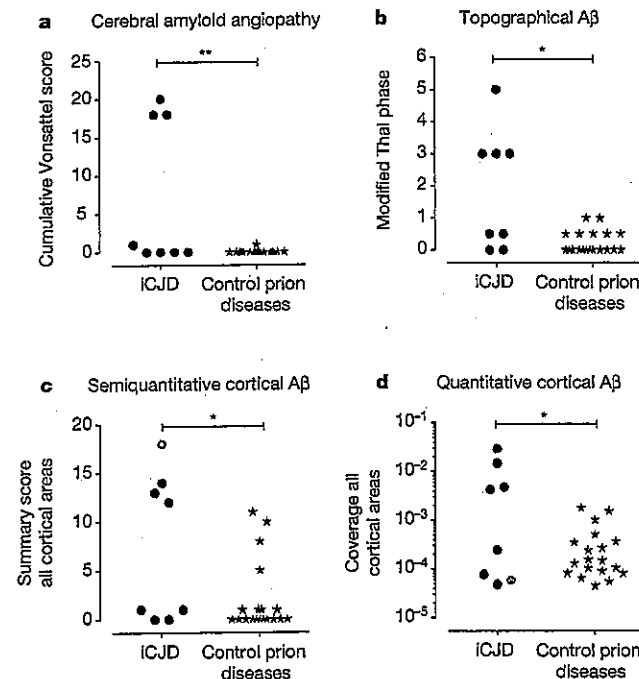 a Cerebral amyloid angiopathy
**
Cumulative Vonsattel score
25
20
15
10
5
0
iCJD
Control prion
diseases
b Topographical Aβ
*
Modified Thal phase
6
5
4
3
2
1
0
iCJD
Control prion
diseases
c Semiquantitative cortical Aβ
*
Summary score
all cortical areas
20
15
10
5
0
iCJD
Control prion
diseases
d Quantitative cortical Aβ
*
Coverage all
cortical areas
10⁻¹
10⁻²
10⁻³
10⁻⁴
10⁻⁵
iCJD
Control prion
diseases